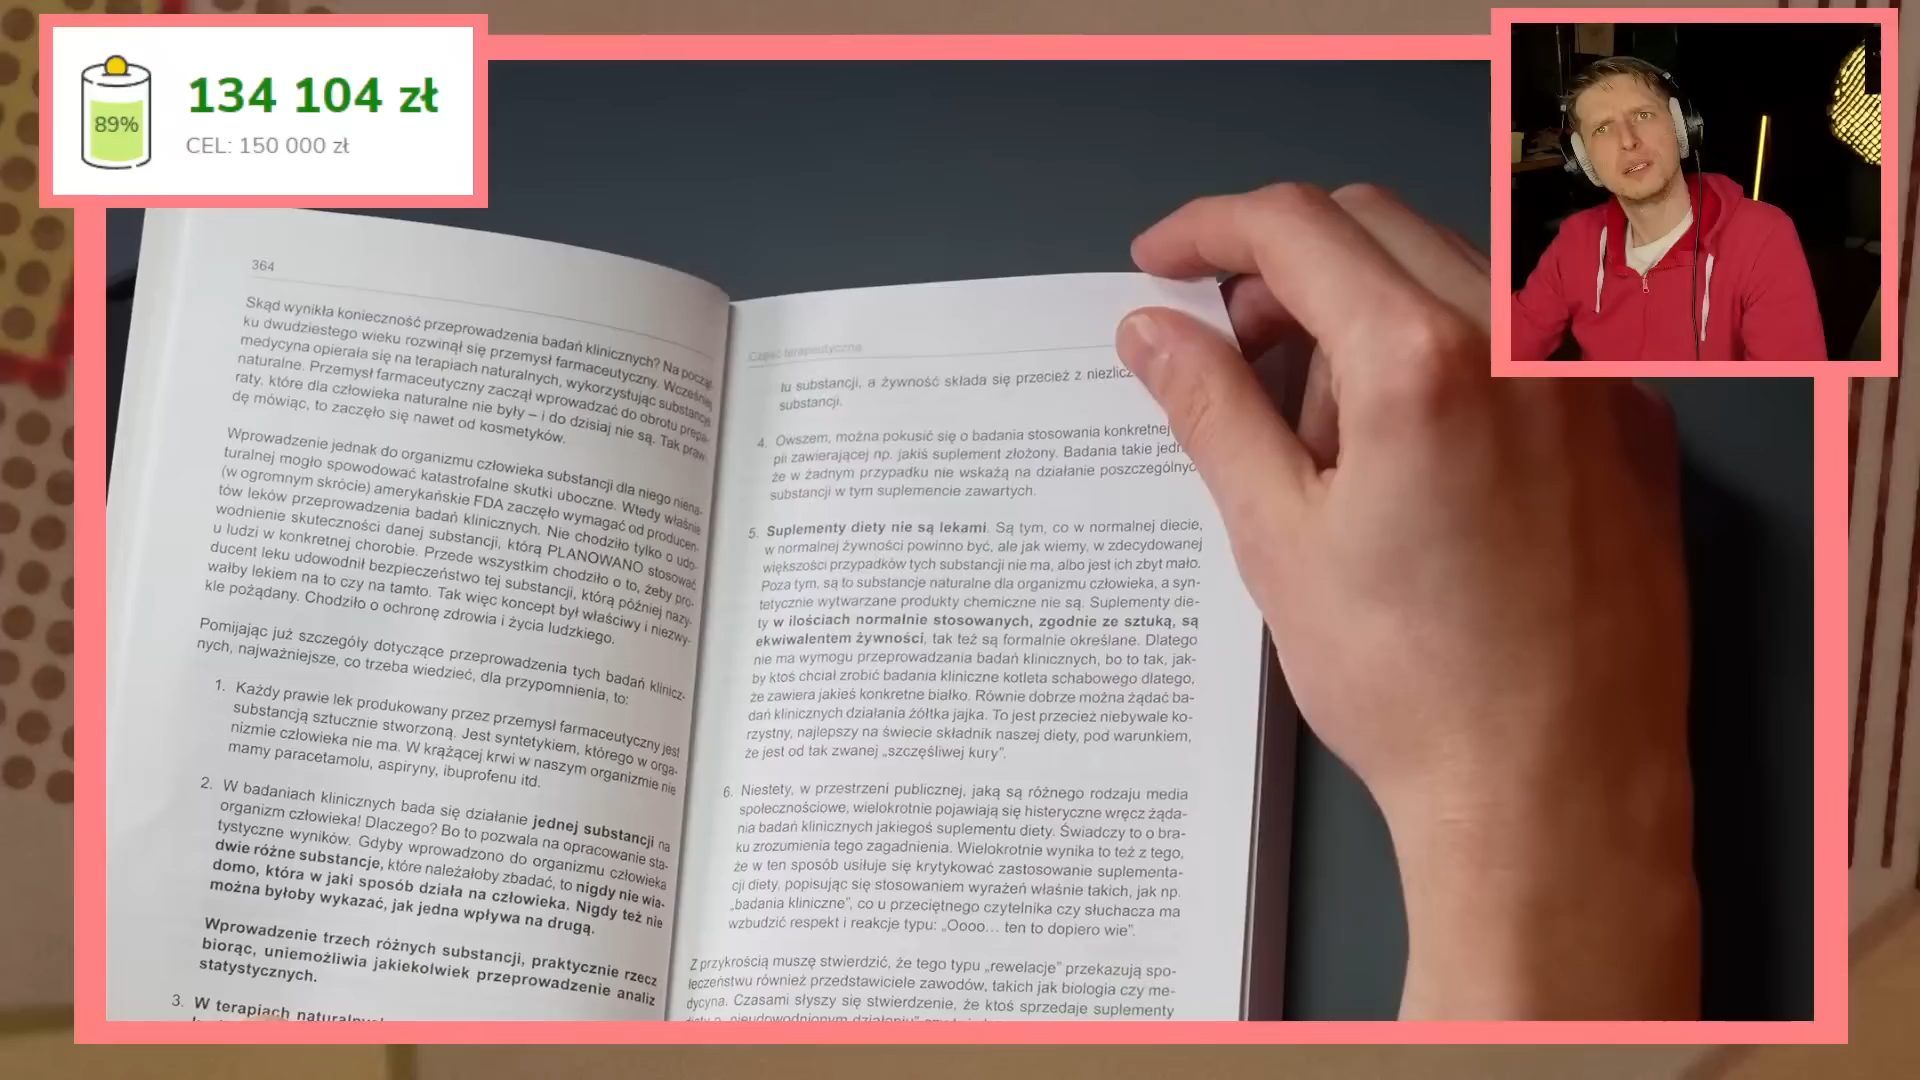 89%
134 104 zł
CEL: 150 000 zł
364
Skąd wynikła konieczność przeprowadzenia badań klinicznych? Na począt-
ku dwudziestego wieku rozwinął się przemysł farmaceutyczny. Wcześniej
medycyna opierała się na terapiach naturalnych, wykorzystując substancje
naturalne. Przemysł farmaceutyczny zaczął wprowadzać do obrotu prepa-
raty, które dla człowieka naturalne nie były – i do dzisiaj nie są. Tak praw-
dę mówiąc, to zaczęło się nawet od kosmetyków.
Wprowadzenie jednak do organizmu człowieka substancji dla niego niena-
turalnej mogło spowodować katastrofalne skutki uboczne. Wtedy właśnie
(w ogromnym skrócie) amerykańskie FDA zaczęło wymagać od producen-
tów leków przeprowadzenia badań klinicznych. Nie chodziło tylko o udo-
wodnienie skuteczności danej substancji, którą PLANOWANO stosować
u ludzi w konkretnej chorobie. Przede wszystkim chodziło o to, żeby pro-
ducent leku udowodnił bezpieczeństwo tej substancji, którą później nazy-
wałby lekiem na to czy na tamto. Tak więc koncept był właściwy i niezwy-
kle pożądany. Chodziło o ochronę zdrowia i życia ludzkiego.
Pomijając już szczegóły dotyczące przeprowadzenia tych badań klinicz-
nych, najważniejsze, co trzeba wiedzieć, dla przypomnienia, to:
1. Każdy prawie lek produkowany przez przemysł farmaceutyczny jest
substancją sztucznie stworzoną. Jest syntetykiem, którego w orga-
nizmie człowieka nie ma. W krążącej krwi w naszym organizmie nie
mamy paracetamolu, aspiryny, ibuprofenu itd.
2. W badaniach klinicznych bada się działanie jednej substancji na
organizm człowieka! Dlaczego? Bo to pozwala na opracowanie sta-
tystyczne wyników. Gdyby wprowadzono do organizmu człowieka
dwie różne substancje, które należałoby zbadać, to nigdy nie wia-
domo, która w jaki sposób działa na człowieka. Nigdy też nie
można byłoby wykazać, jak jedna wpływa na drugą.
Wprowadzenie trzech różnych substancji, praktycznie rzecz
biorąc, uniemożliwia jakiekolwiek przeprowadzenie analiz
statystycznych.
3. W terapiach
Część terapeutyczna
lu substancji, a żywność składa się przecież z
substancji.
4. Owszem, można pokusić się o badania stosowania konkretnej
pii zawierającej np. jakiś suplement złożony. Badania takie
że w żadnym przypadku nie wskażą na działanie poszczególnyc
substancji w tym suplemencie zawartych.
5. Suplementy diety nie są lekami. Są tym, co w normalnej diecie,
w normalnej żywności powinno być, ale jak wiemy, w zdecydowanej
większości przypadków tych substancji nie ma, albo jest ich zbyt mało.
Poza tym, są to substancje naturalne dla organizmu człowieka, a syn-
tetycznie wytwarzane produkty chemiczne nie są. Suplementy die-
ty w ilościach normalnie stosowanych, zgodnie ze sztuką, są
ekwiwalentem żywności, tak też są formalnie określane. Dlatego
nie ma wymogu przeprowadzania badań klinicznych, bo to tak, jak-
by ktoś chciał zrobić badania kliniczne kotleta schabowego dlatego,
że zawiera jakieś konkretne białko. Równie dobrze można żądać ba-
dań klinicznych działania żółtka jajka. To jest przecież niebywale ko-
rzystny, najlepszy na świecie składnik naszej diety, pod warunkiem,
że jest od tak zwanej „szczęśliwej kury”.
6. Niestety, w przestrzeni publicznej, jaką są różnego rodzaju media
społecznościowe, wielokrotnie pojawiają się histeryczne wręcz żąda-
nia badań klinicznych jakiegoś suplementu diety. Świadczy to o bra-
ku zrozumienia tego zagadnienia. Wielokrotnie wynika to też z tego,
że w ten sposób usiłuje się krytykować zastosowanie suplementa-
cji diety, popisując się stosowaniem wyrażeń właśnie takich, jak np.
„badania kliniczne”, co u przeciętnego czytelnika czy słuchacza ma
wzbudzić respekt i reakcje typu: „Oooo… ten to dopiero wie”.
Z przykrością muszę stwierdzić, że tego typu „rewelacje” przekazują spo-
łeczeństwu również przedstawiciele zawodów, takich jak biologia czy me-
dycyna. Czasami słyszy się stwierdzenie, że ktoś sprzedaje suplementy